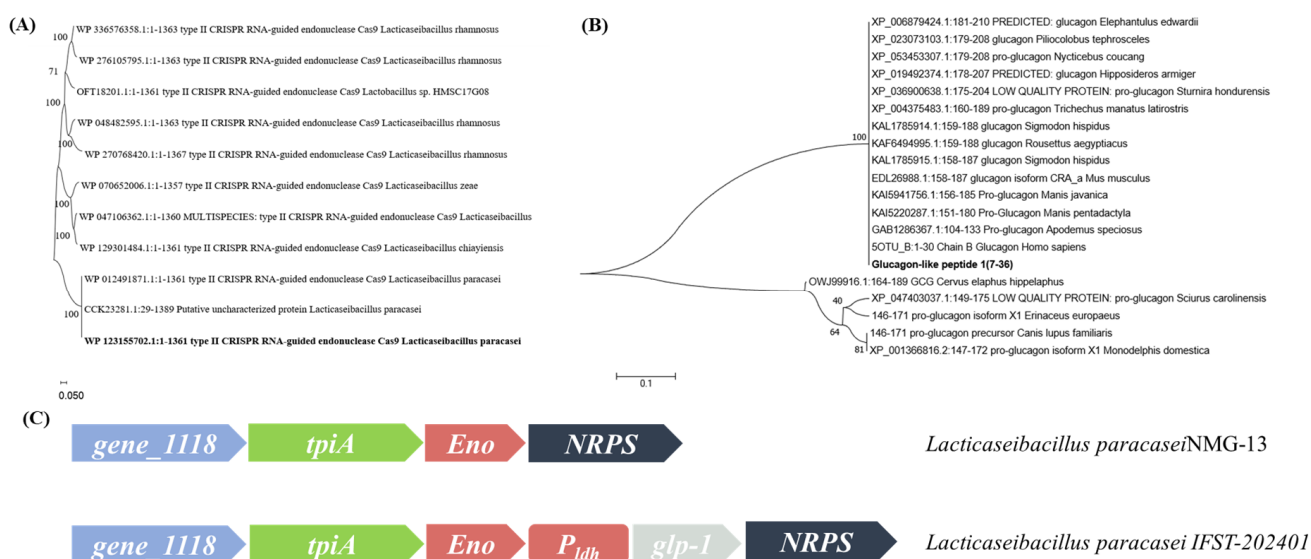 (A)
WP 336576358.1:1-1363 type II CRISPR RNA-guided endonuclease Cas9 Lacticaseibacillus rhamnosus
100
WP 276105795.1:1-1363 type II CRISPR RNA-guided endonuclease Cas9 Lacticaseibacillus rhamnosus
71
OFT18201.1:1-1361 type II CRISPR RNA-guided endonuclease Cas9 Lactobacillus sp. HMSC17G08
100
WP 048482595.1:1-1363 type II CRISPR RNA-guided endonuclease Cas9 Lacticaseibacillus rhamnosus
100
WP 270768420.1:1-1367 type II CRISPR RNA-guided endonuclease Cas9 Lacticaseibacillus rhamnosus
WP 070652006.1:1-1357 type II CRISPR RNA-guided endonuclease Cas9 Lacticaseibacillus zeae
100
WP 047106362.1:1-1360 MULTISPECIES: type II CRISPR RNA-guided endonuclease Cas9 Lacticaseibacillus
100
WP 129301484.1:1-1361 type II CRISPR RNA-guided endonuclease Cas9 Lacticaseibacillus chiayiensis
WP 012491871.1:1-1361 type II CRISPR RNA-guided endonuclease Cas9 Lacticaseibacillus paracasei
CCK23281.1:29-1389 Putative uncharacterized protein Lacticaseibacillus paracasei
100
WP 123155702.1:1-1361 type II CRISPR RNA-guided endonuclease Cas9 Lacticaseibacillus paracasei
0.050
(B)
XP_006879424.1:181-210 PREDICTED: glucagon Elephantulus edwardii
XP_023073103.1:179-208 glucagon Piliocolobus tephrosceles
XP_053453307.1:179-208 pro-glucagon Nycticebus coucang
XP_019492374.1:178-207 PREDICTED: glucagon Hipposideros armiger
XP_036900638.1:175-204 LOW QUALITY PROTEIN: pro-glucagon Sturnira hondurensis
XP_004375483.1:160-189 pro-glucagon Trichechus manatus latirostris
KAL1785914.1:159-188 glucagon Sigmodon hispidus
100
KAF6494995.1:159-188 glucagon Rousettus aegyptiacus
KAL1785915.1:158-187 glucagon Sigmodon hispidus
EDL26988.1:158-187 glucagon isoform CRA_a Mus musculus
KAI5941756.1:156-185 Pro-glucagon Manis javanica
KAI5220287.1:151-180 Pro-Glucagon Manis pentadactyla
GAB1286367.1:104-133 Pro-glucagon Apodemus speciosus
5OTU_B:1-30 Chain B Glucagon Homo sapiens
Glucagon-like peptide 1(7-36)
OWJ99916.1:164-189 GCG Cervus elaphus hippelaphus
XP_047403037.1:149-175 LOW QUALITY PROTEIN: pro-glucagon Sciurus carolinensis
40
146-171 pro-glucagon isoform X1 Erinaceus europaeus
64
146-171 pro-glucagon precursor Canis lupus familiaris
81
XP_001366816.2:147-172 pro-glucagon isoform X1 Monodelphis domestica
0.1
(C)
gene_1118 tpiA Eno NRPS Lacticaseibacillus paracaseiNMG-13
gene_1118 tpiA Eno Pldh glp-1 NRPS Lacticaseibacillus paracasei IFST-202401